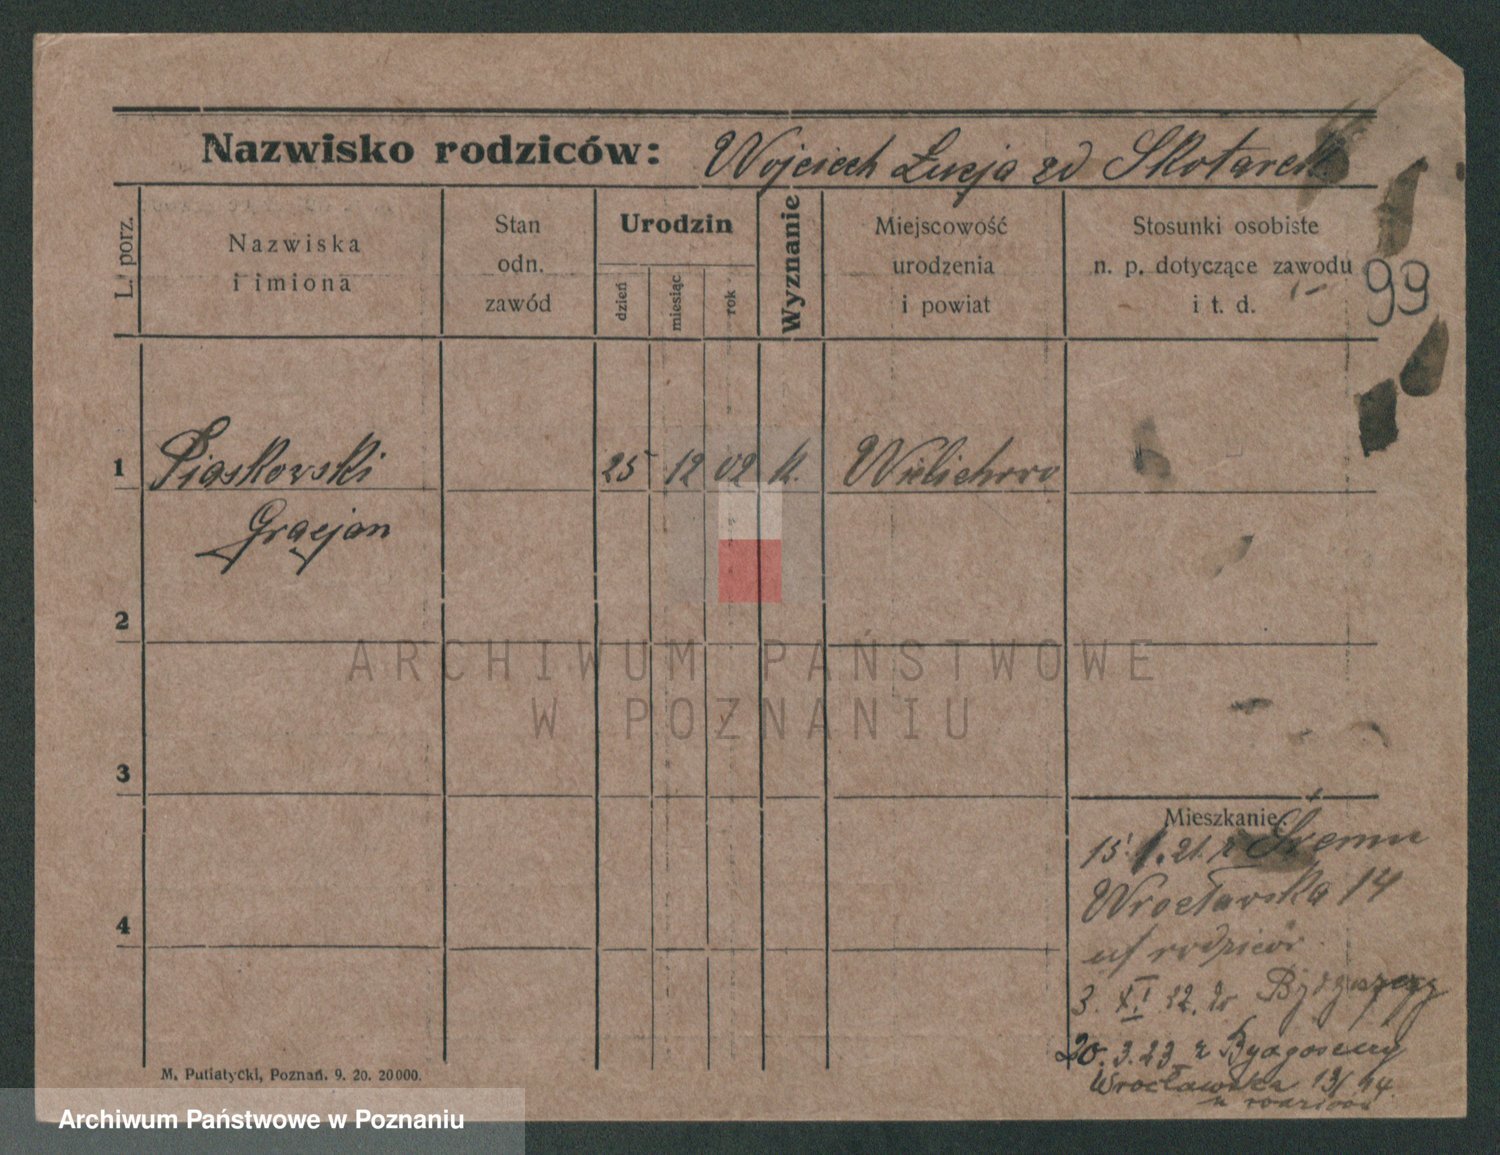 Nazwisko rodziców: Wojciech Łucja zd Skotarek
L. porz.
Nazwiska
i imiona
Stan
odn.
zawód
Urodzin
dzień
miesiąc
rok
Wyznanie
Miejscowość
urodzenia
i powiat
Stosunki osobiste
n. p. dotyczące zawodu
i t. d.
99
1 Piaskowski 25 12 02 K. Wielichowo
Gracjan
2
ARCHIWUM PAŃSTWOWE
W POZNANIU
3
Mieszkanie:
15. 1. 21. z Śremu
4
Wrocławska 14
u/ rodziców
3. XI. 22. do Bydgoszczy
20. 3. 23 z Bydgoszczy
Wrocławska 13/14
u rodziców
M. Putiatycki, Poznań. 9. 20. 20000.
Archiwum Państwowe w Poznaniu